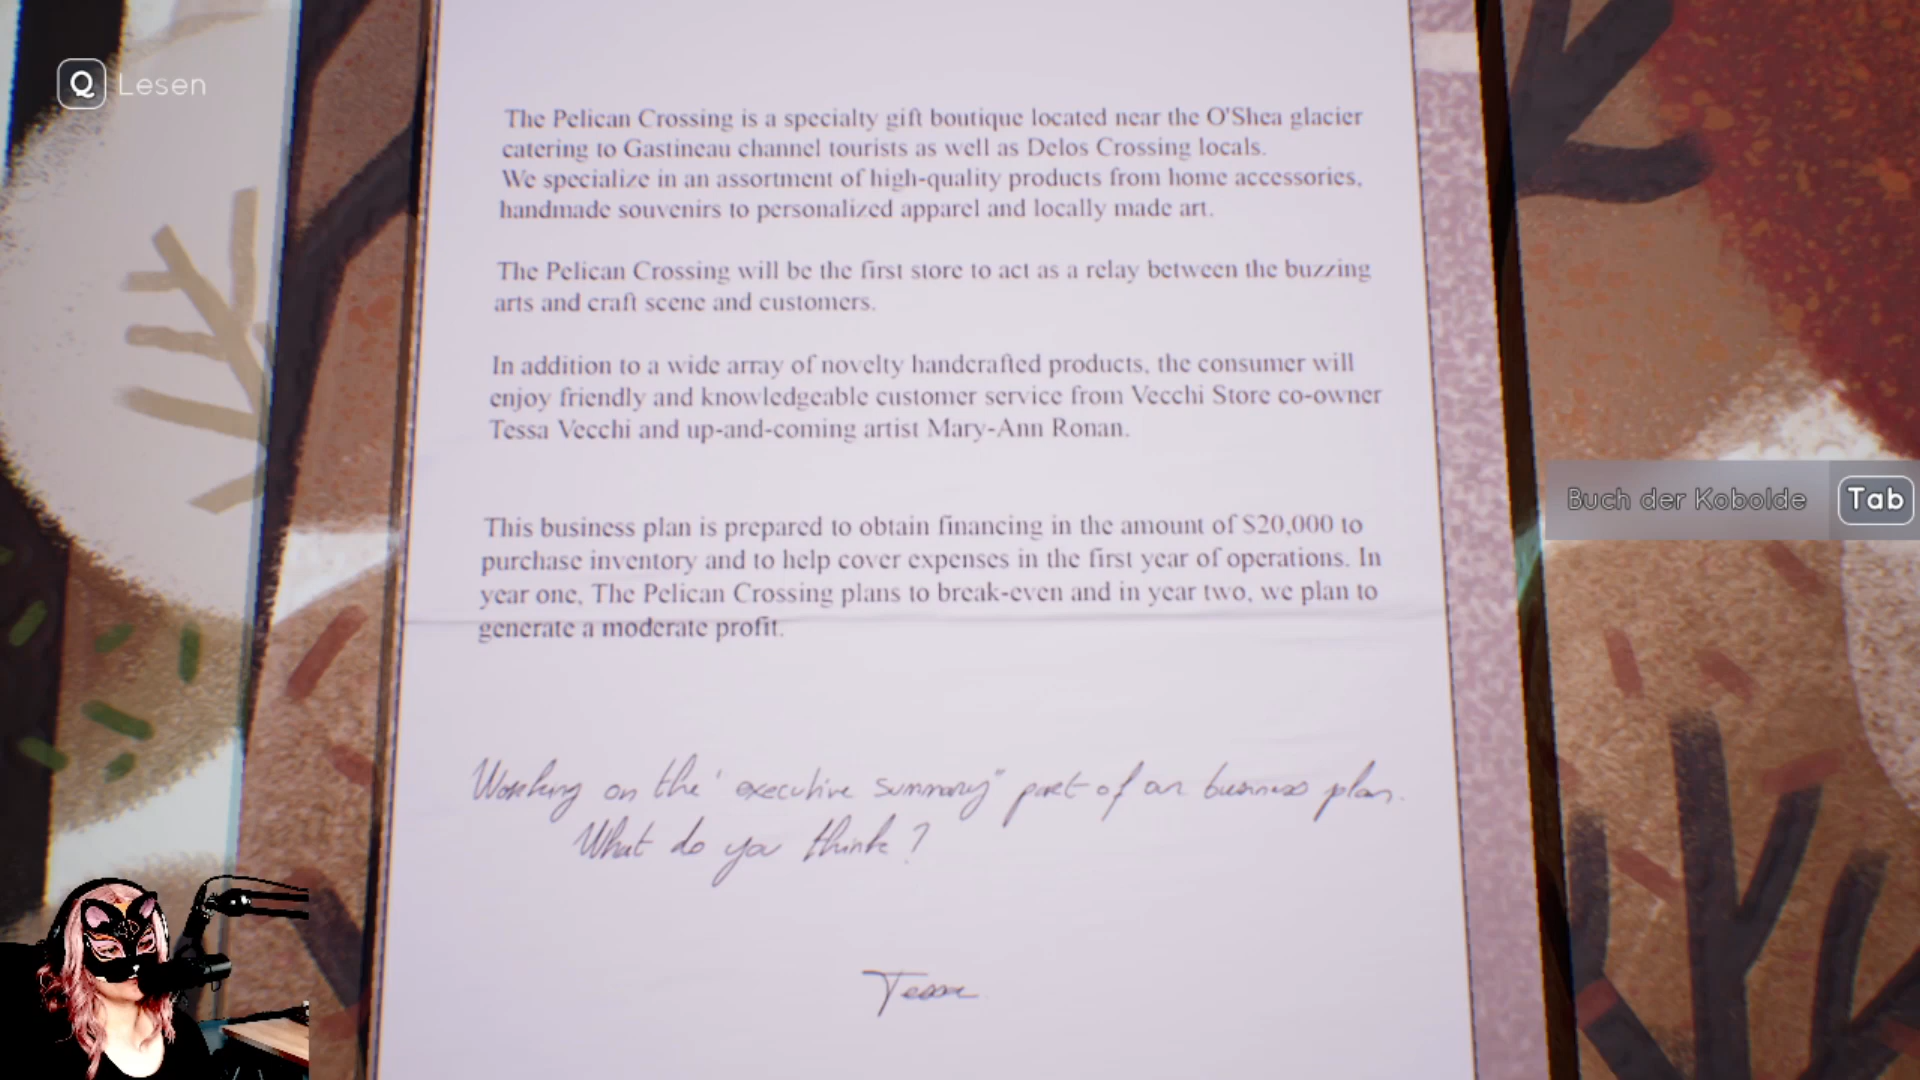 Q Lesen
The Pelican Crossing is a specialty gift boutique located near the O'Shea glacier
catering to Gastineau channel tourists as well as Delos Crossing locals.
We specialize in an assortment of high-quality products from home accessories,
handmade souvenirs to personalized apparel and locally made art.
The Pelican Crossing will be the first store to act as a relay between the buzzing
arts and craft scene and customers.
In addition to a wide array of novelty handcrafted products, the consumer will
enjoy friendly and knowledgeable customer service from Vecchi Store co-owner
Tessa Vecchi and up-and-coming artist Mary-Ann Ronan.
Buch der Kobolde Tab
This business plan is prepared to obtain financing in the amount of $20,000 to
purchase inventory and to help cover expenses in the first year of operations. In
year one, The Pelican Crossing plans to break-even and in year two, we plan to
generate a moderate profit.
Working on the "executive summary" part of our business plan.
What do you think?
Tessa